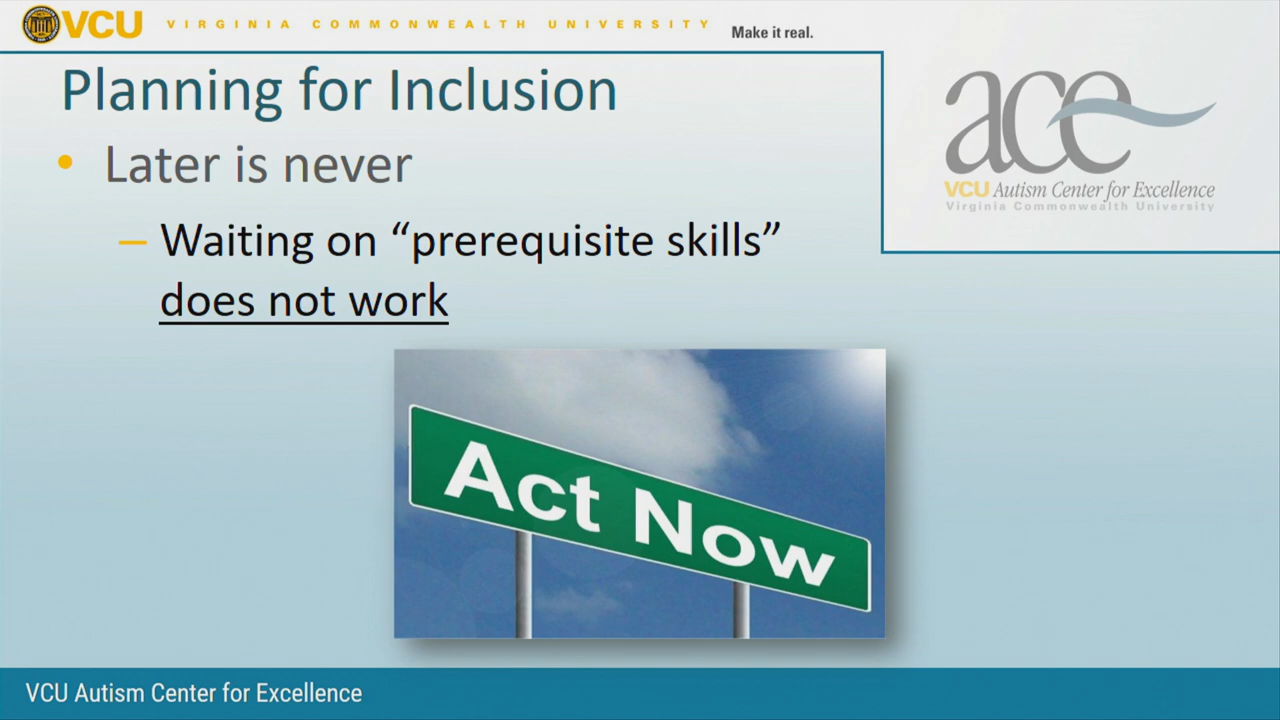 VCU VIRGINIA COMMONWEALTH UNIVERSITY Make it real.
Planning for Inclusion
• Later is never
– Waiting on “prerequisite skills”
does not work
ace
VCU Autism Center for Excellence
Virginia Commonwealth University
Act Now
VCU Autism Center for Excellence